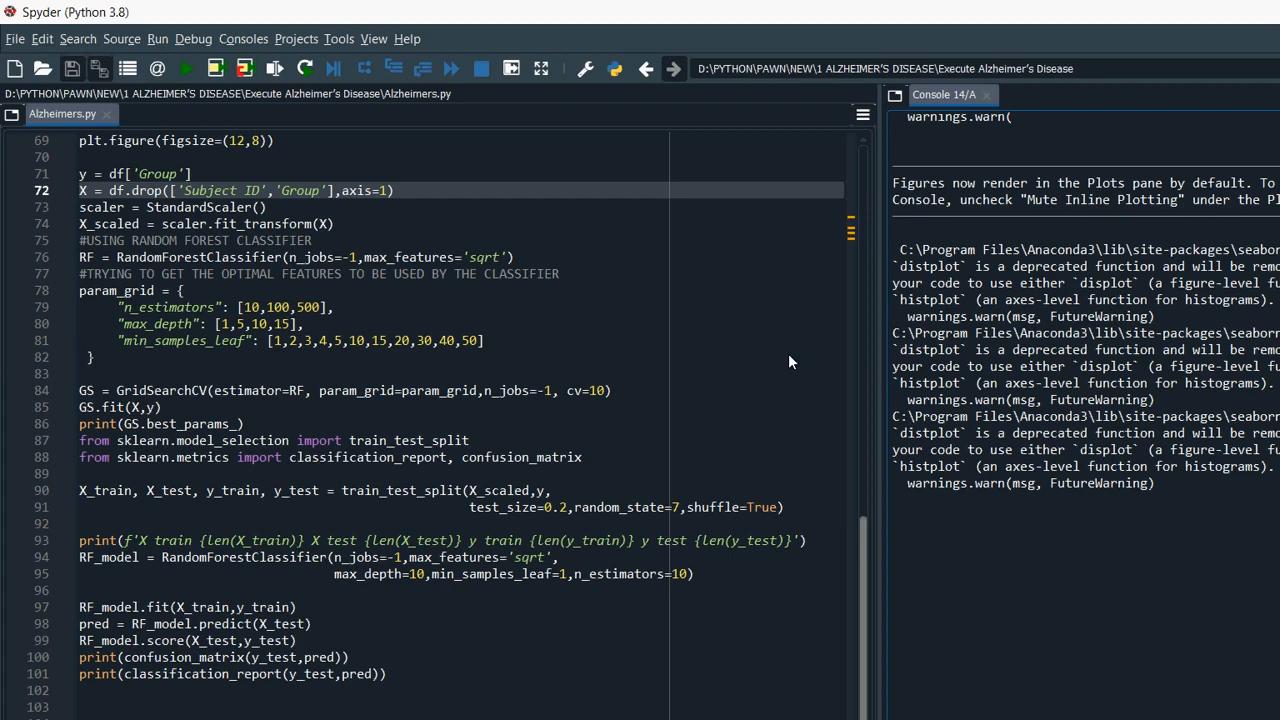 Spyder (Python 3.8)
File Edit Search Source Run Debug Consoles Projects Tools View Help
D:\PYTHON\PAWN\NEW\1 ALZHEIMER'S DISEASE\Execute Alzheimer's Disease
D:\PYTHON\PAWN\NEW\1 ALZHEIMER'S DISEASE\Execute Alzheimer's Disease\Alzheimers.py
Alzheimers.py
69 plt.figure(figsize=(12,8))
70
71 y = df['Group']
72 X = df.drop(['Subject ID','Group'],axis=1)
73 scaler = StandardScaler()
74 X_scaled = scaler.fit_transform(X)
75 #USING RANDOM FOREST CLASSIFIER
76 RF = RandomForestClassifier(n_jobs=-1,max_features='sqrt')
77 #TRYING TO GET THE OPTIMAL FEATURES TO BE USED BY THE CLASSIFIER
78 param_grid = {
79 "n_estimators": [10,100,500],
80 "max_depth": [1,5,10,15],
81 "min_samples_leaf": [1,2,3,4,5,10,15,20,30,40,50]
82 }
83
84 GS = GridSearchCV(estimator=RF, param_grid=param_grid,n_jobs=-1, cv=10)
85 GS.fit(X,y)
86 print(GS.best_params_)
87 from sklearn.model_selection import train_test_split
88 from sklearn.metrics import classification_report, confusion_matrix
89
90 X_train, X_test, y_train, y_test = train_test_split(X_scaled,y,
91 test_size=0.2,random_state=7,shuffle=True)
92
93 print(f'X train {len(X_train)} X test {len(X_test)} y train {len(y_train)} y test {len(y_test)}')
94 RF_model = RandomForestClassifier(n_jobs=-1,max_features='sqrt',
95 max_depth=10,min_samples_leaf=1,n_estimators=10)
96
97 RF_model.fit(X_train,y_train)
98 pred = RF_model.predict(X_test)
99 RF_model.score(X_test,y_test)
100 print(confusion_matrix(y_test,pred))
101 print(classification_report(y_test,pred))
102
103
Console 14/A
warnings.warn(
Figures now render in the Plots pane by default. To
Console, uncheck "Mute Inline Plotting" under the Pl
C:\Program Files\Anaconda3\lib\site-packages\seabor
`distplot` is a deprecated function and will be remo
your code to use either `displot` (a figure-level fu
`histplot` (an axes-level function for histograms).
warnings.warn(msg, FutureWarning)
C:\Program Files\Anaconda3\lib\site-packages\seaborn
`distplot` is a deprecated function and will be remo
your code to use either `displot` (a figure-level fu
`histplot` (an axes-level function for histograms).
warnings.warn(msg, FutureWarning)
C:\Program Files\Anaconda3\lib\site-packages\seaborn
`distplot` is a deprecated function and will be remo
your code to use either `displot` (a figure-level fu
`histplot` (an axes-level function for histograms).
warnings.warn(msg, FutureWarning)